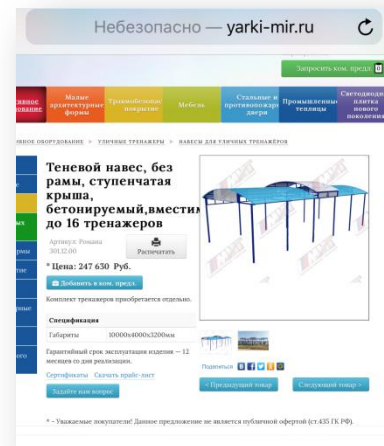 Небезопасно — yarki-mir.ru
Запросить ком. предл. 0
Малые архитектурные формы
Травмобезопасное покрытие
Мебель
Стальные и противопожарные двери
Промышленные теплицы
Светодиодная плитка нового поколения
УЛИЧНЫЕ ТРЕНАЖЕРЫ > НАВЕСЫ ДЛЯ УЛИЧНЫХ ТРЕНАЖЁРОВ
Теневой навес, без
рамы, ступенчатая
крыша,
бетонируемый,вместим
до 16 тренажеров
Артикул: Романа
301.12.00
Распечатать
* Цена: 247 630 Руб.
Добавить в ком. предл.
Комплект тренажеров приобретается отдельно.
Спецификация
Габариты 10000х4000х3200мм
Гарантийный срок эксплуатации изделия — 12
месяцев со дня реализации.
Сертификаты Скачать прайс-лист
Задайте нам вопрос
Поделиться
< Предыдущий товар
Следующий товар >
* – Уважаемые покупатели! Данное предложение не является публичной офертой (ст.435 ГК РФ).